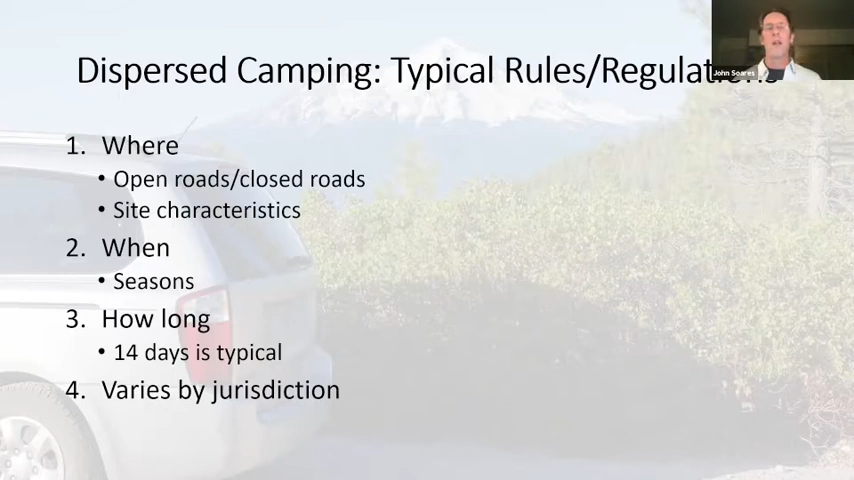 Dispersed Camping: Typical Rules/Regulations
John Soares
1. Where
• Open roads/closed roads
• Site characteristics
2. When
• Seasons
3. How long
• 14 days is typical
4. Varies by jurisdiction